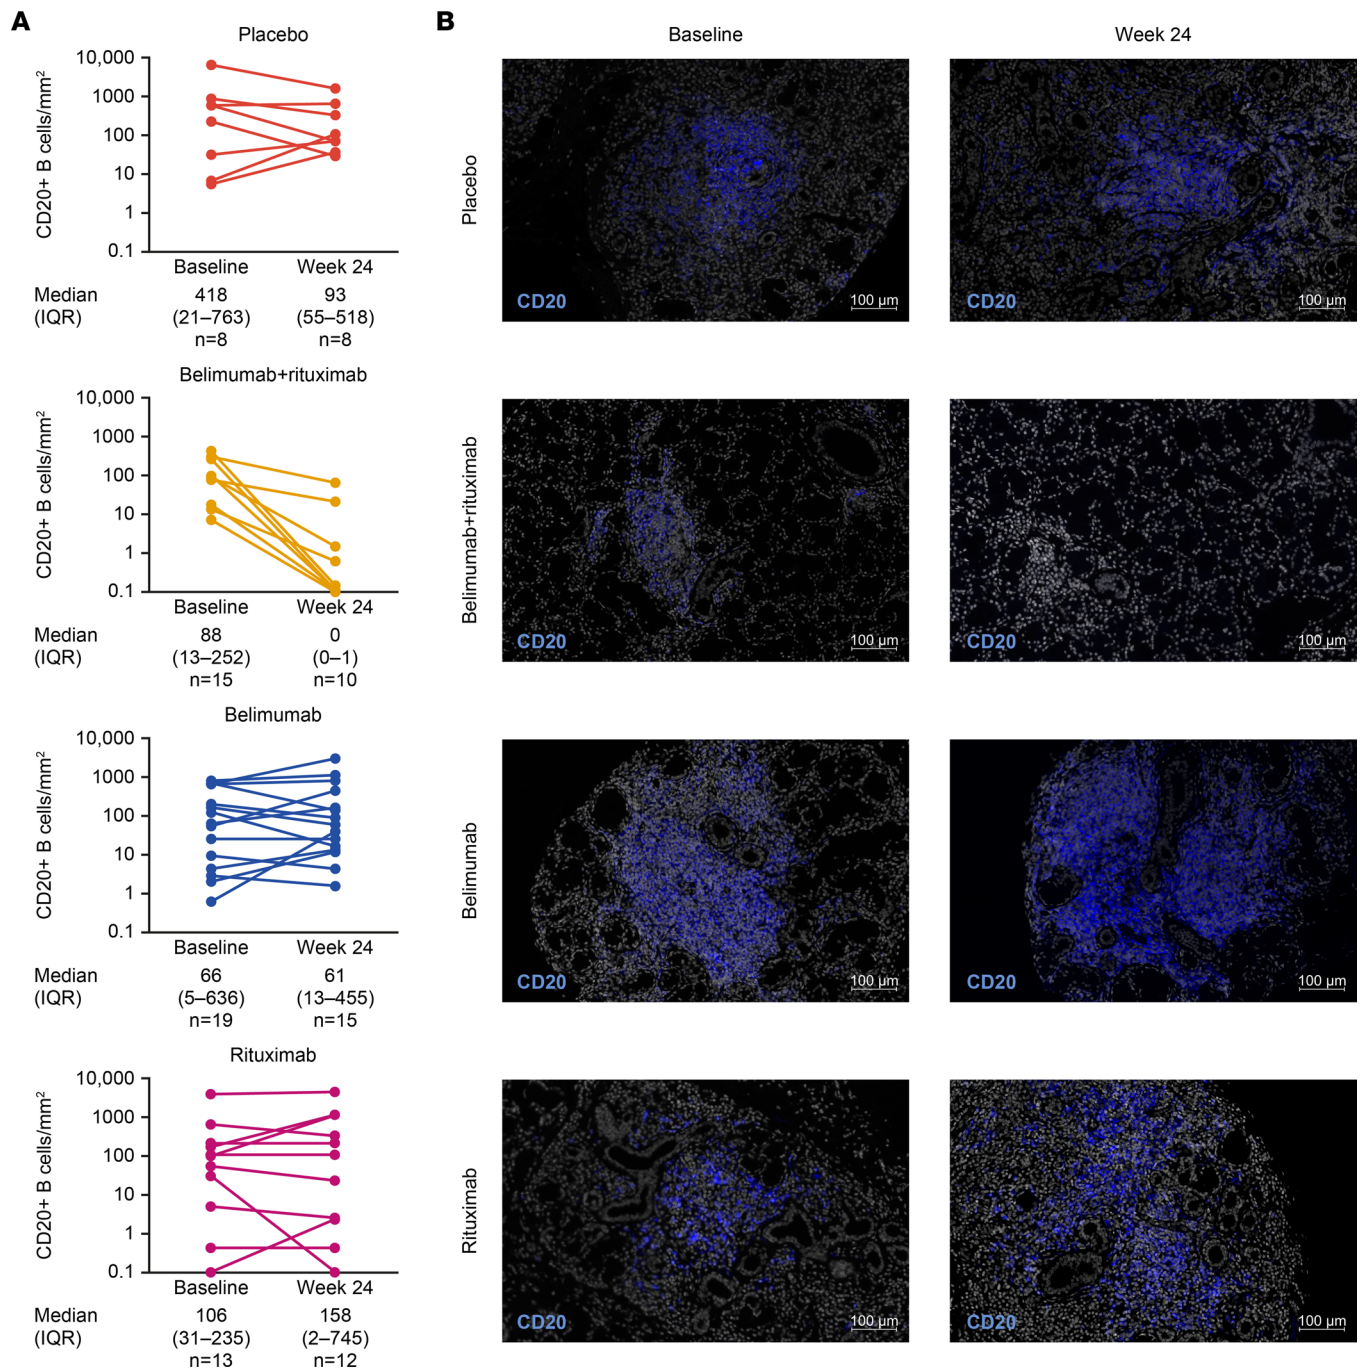 A
Placebo
CD20+ B cells/mm²
10,000
1000
100
10
1
0.1
Baseline Week 24
Median 418 93
(IQR) (21–763) (55–518)
n=8 n=8
Belimumab+rituximab
CD20+ B cells/mm²
10,000
1000
100
10
1
0.1
Baseline Week 24
Median 88 0
(IQR) (13–252) (0–1)
n=15 n=10
Belimumab
CD20+ B cells/mm²
10,000
1000
100
10
1
0.1
Baseline Week 24
Median 66 61
(IQR) (5–636) (13–455)
n=19 n=15
Rituximab
CD20+ B cells/mm²
10,000
1000
100
10
1
0.1
Baseline Week 24
Median 106 158
(IQR) (31–235) (2–745)
n=13 n=12
B
Baseline Week 24
Placebo
CD20 100 µm
CD20 100 µm
Belimumab+rituximab
CD20 100 µm
CD20 100 µm
Belimumab
CD20 100 µm
CD20 100 µm
Rituximab
CD20 100 µm
CD20 100 µm